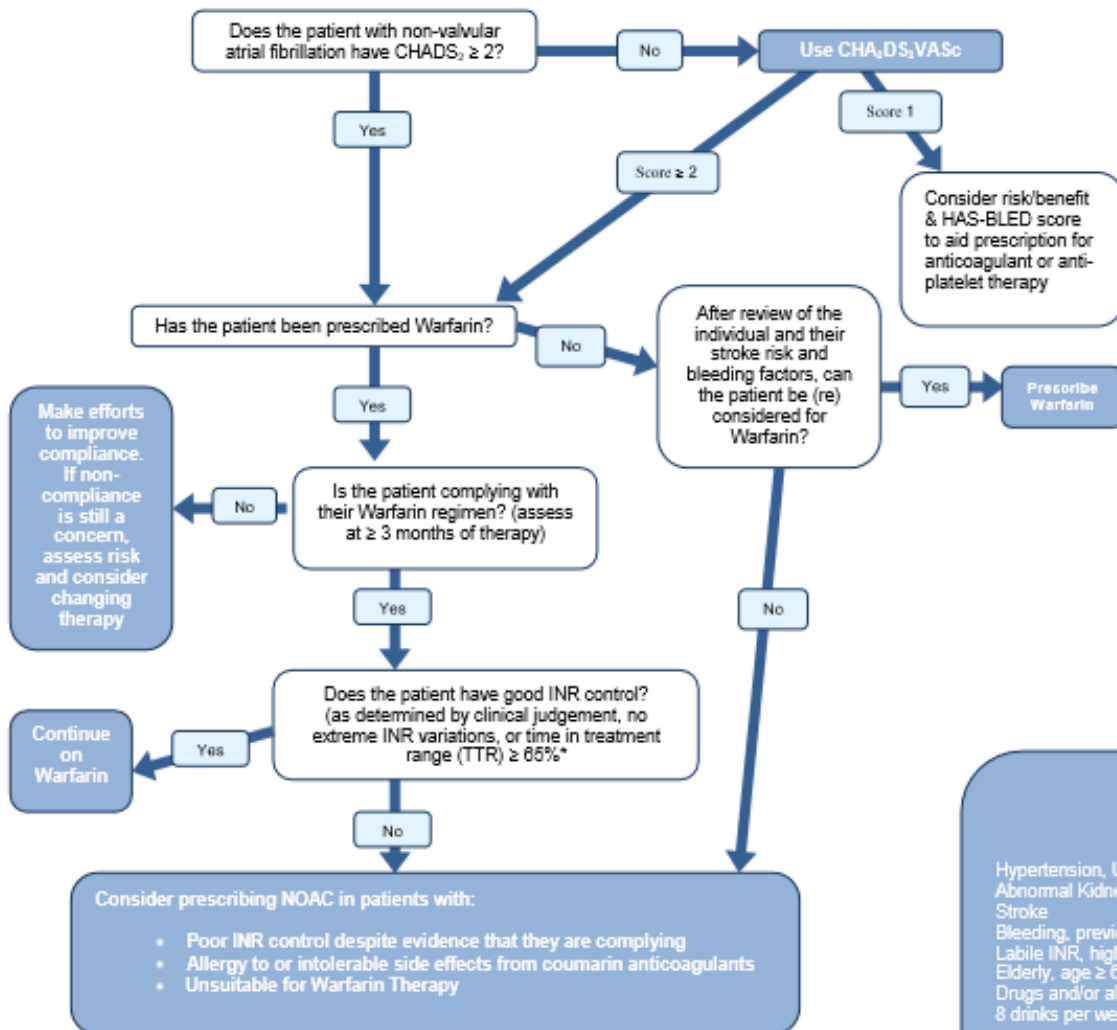 Does the patient with non-valvular
atrial fibrillation have CHADS₂ ≥ 2?
No
Use CHA₂DS₂VASc
Yes
Score 1
Score ≥ 2
Consider risk/benefit
& HAS-BLED score
to aid prescription for
anticoagulant or anti-
platelet therapy
Has the patient been prescribed Warfarin?
No
After review of the
individual and their
stroke risk and
bleeding factors, can
the patient be (re)
considered for
Warfarin?
Yes
Prescribe
Warfarin
Yes
Make efforts
to improve
compliance.
If non-
compliance
is still a
concern,
assess risk
and consider
changing
therapy
No
Is the patient complying with
their Warfarin regimen? (assess
at ≥ 3 months of therapy)
Yes
No
Does the patient have good INR control?
(as determined by clinical judgement, no
extreme INR variations, or time in treatment
range (TTR) ≥ 65%*
Yes
Continue
on
Warfarin
No
Consider prescribing NOAC in patients with:
• Poor INR control despite evidence that they are complying
• Allergy to or intolerable side effects from coumarin anticoagulants
• Unsuitable for Warfarin Therapy
Hypertension,
Abnormal
Stroke
Bleeding,
Labile INR,
Elderly, age ≥
Drugs and/or
8 drinks per